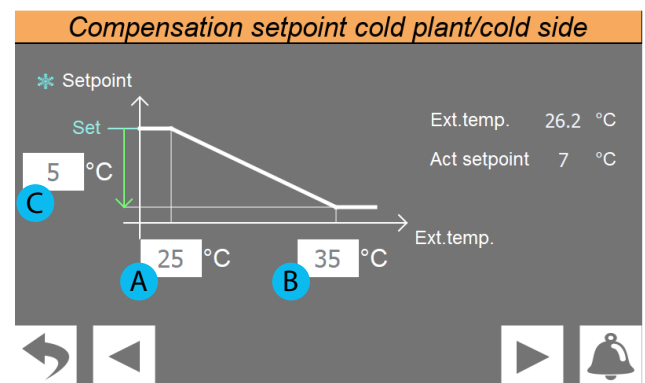 Compensation setpoint cold plant/cold side
Setpoint
Set
5 °C
C
Ext.temp. 26.2 °C
Act setpoint 7 °C
Ext.temp.
25 °C
A
35 °C
B